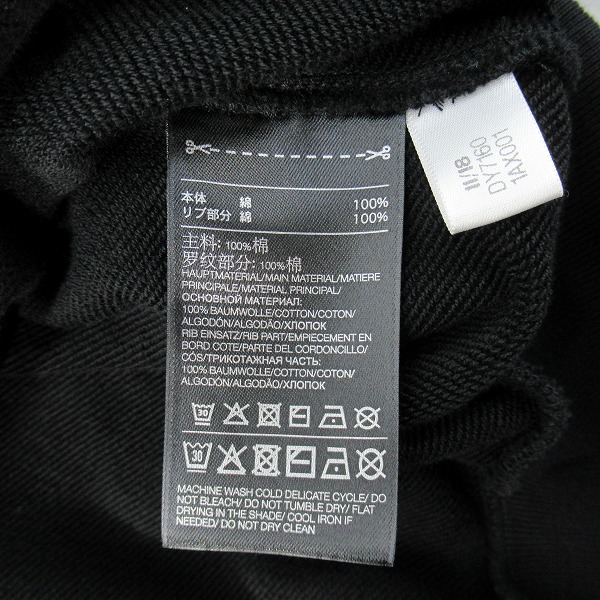 本体 綿 100%
リブ部分 綿 100%
主料: 100%棉
罗纹部分: 100%棉
HAUPTMATERIAL/MAIN MATERIAL/MATIERE
PRINCIPALE/MATERIAL PRINCIPAL/
ОСНОВНОЙ МАТЕРИАЛ:
100% BAUMWOLLE/COTTON/COTON/
ALGODÓN/ALGODÃO/ХЛОПОК
RIB EINSATZ/RIB PART/EMPIECEMENT EN
BORD COTE/PARTE DEL CORDONCILLO/
CÓS/ТРИКОТАЖНАЯ ЧАСТЬ:
100% BAUMWOLLE/COTTON/COTON/
ALGODÓN/ALGODÃO/ХЛОПОК
30
30
MACHINE WASH COLD DELICATE CYCLE/ DO
NOT BLEACH/ DO NOT TUMBLE DRY/ FLAT
DRYING IN THE SHADE/ COOL IRON IF
NEEDED/ DO NOT DRY CLEAN
11/18
DY7160
1AX001